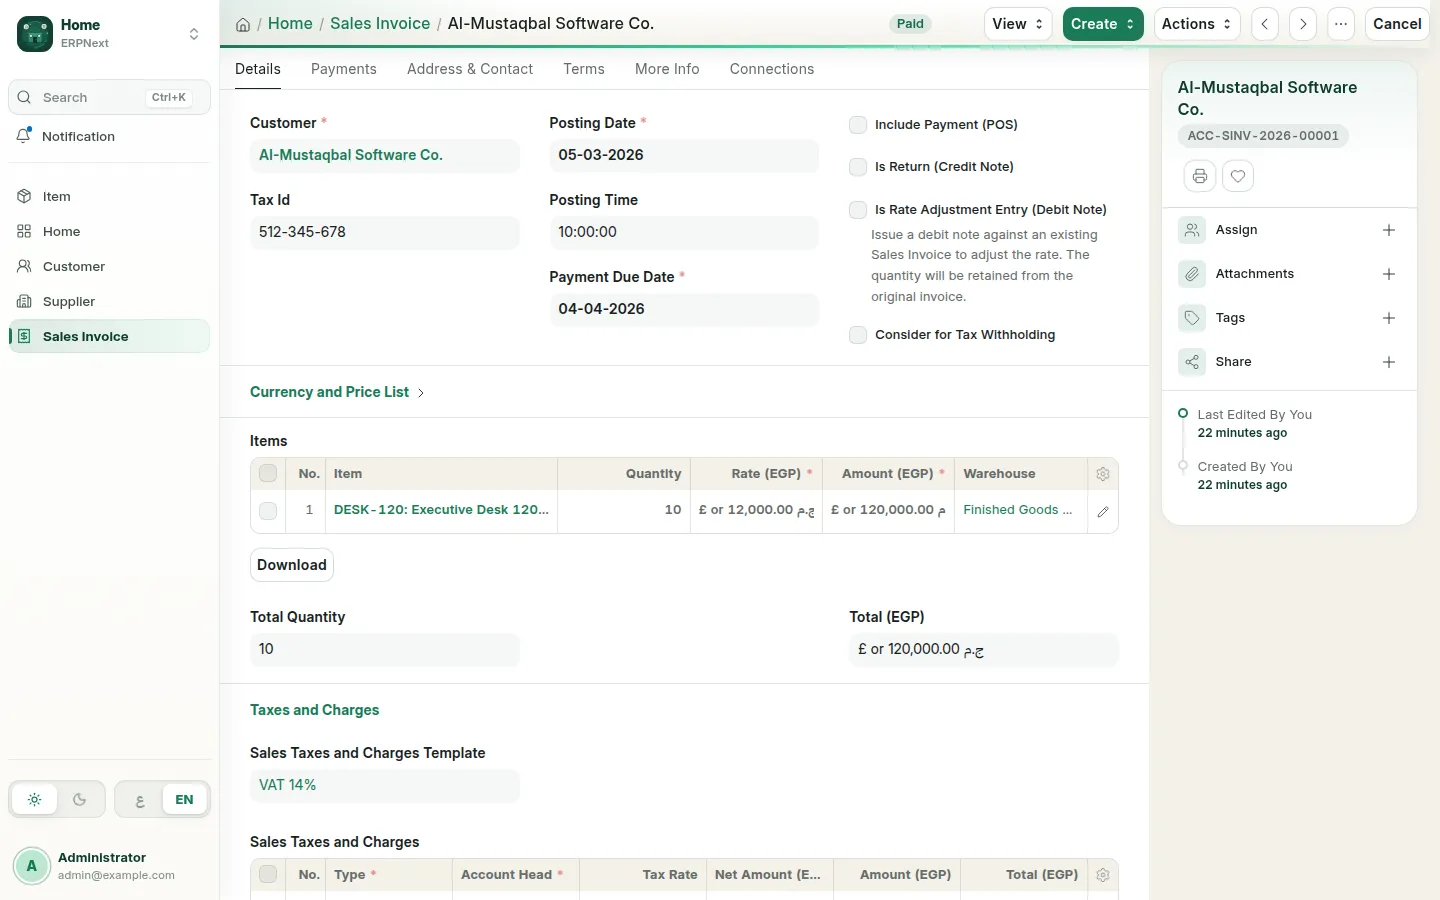 Home
ERPNext
Search
Ctrl+K
Notification
Item
Home
Customer
Supplier
Sales Invoice
ع
EN
A
Administrator
admin@example.com
/ Home / Sales Invoice / Al-Mustaqbal Software Co.
Paid
View
Create
Actions
Cancel
Details
Payments
Address & Contact
Terms
More Info
Connections
Customer *
Al-Mustaqbal Software Co.
Tax Id
512-345-678
Posting Date *
05-03-2026
Posting Time
10:00:00
Payment Due Date *
04-04-2026
Include Payment (POS)
Is Return (Credit Note)
Is Rate Adjustment Entry (Debit Note)
Issue a debit note against an existing
Sales Invoice to adjust the rate. The
quantity will be retained from the
original invoice.
Consider for Tax Withholding
Currency and Price List
Items
No. Item Quantity Rate (EGP) * Amount (EGP) * Warehouse
1 DESK-120: Executive Desk 120... 10 £ or 12,000.00 ج.م £ or 120,000.00 م Finished Goods ...
Download
Total Quantity
10
Total (EGP)
£ or 120,000.00 ج.م
Taxes and Charges
Sales Taxes and Charges Template
VAT 14%
Sales Taxes and Charges
No. Type * Account Head * Tax Rate Net Amount (E... Amount (EGP) Total (EGP)
Al-Mustaqbal Software
Co.
ACC-SINV-2026-00001
Assign
Attachments
Tags
Share
Last Edited By You
22 minutes ago
Created By You
22 minutes ago